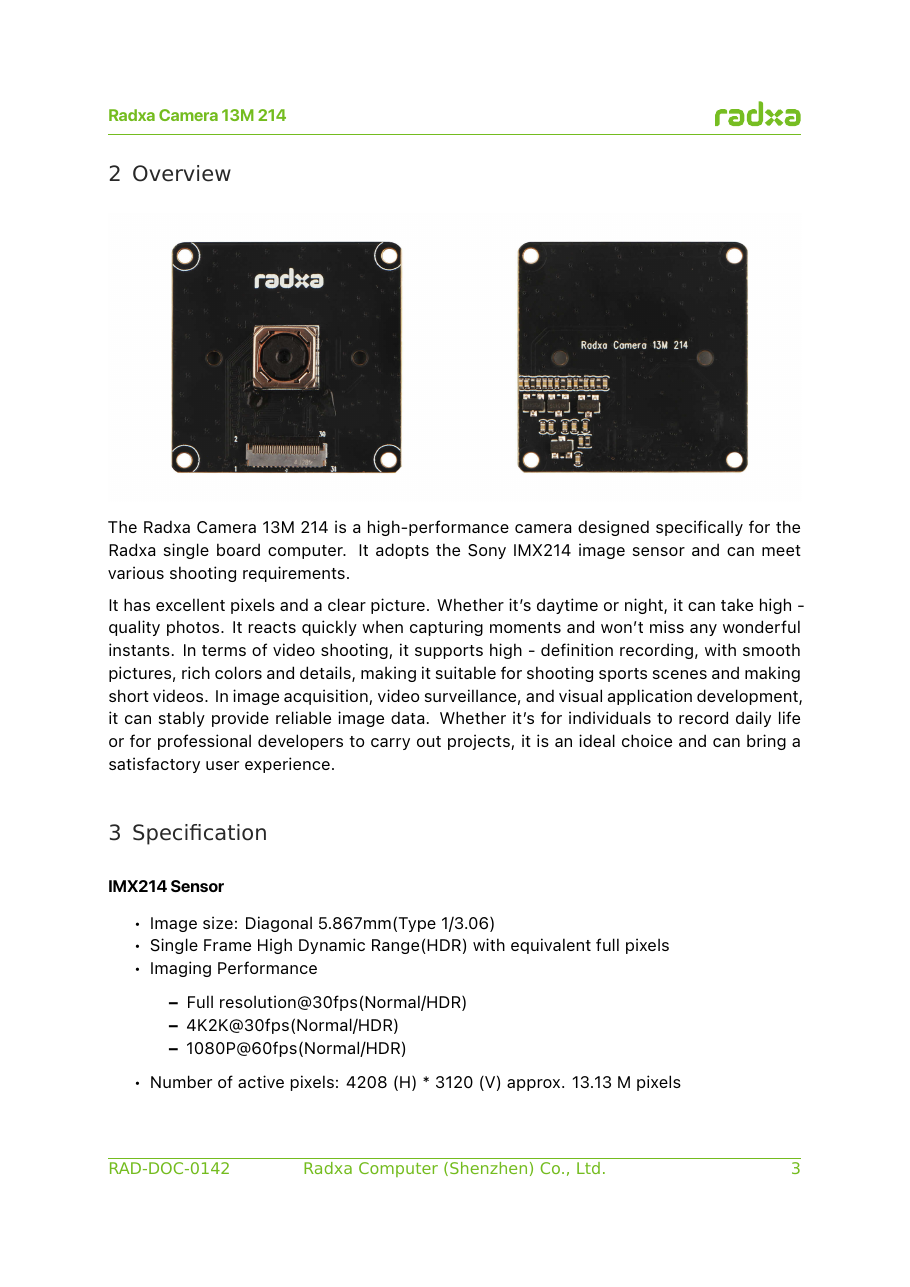 Radxa Camera 13M 214
radxa
2 Overview
radxa
2
30
1
3
31
Radxa Camera 13M 214
The Radxa Camera 13M 214 is a high-performance camera designed specifically for the
Radxa single board computer. It adopts the Sony IMX214 image sensor and can meet
various shooting requirements.
It has excellent pixels and a clear picture. Whether it’s daytime or night, it can take high -
quality photos. It reacts quickly when capturing moments and won’t miss any wonderful
instants. In terms of video shooting, it supports high - definition recording, with smooth
pictures, rich colors and details, making it suitable for shooting sports scenes and making
short videos. In image acquisition, video surveillance, and visual application development,
it can stably provide reliable image data. Whether it’s for individuals to record daily life
or for professional developers to carry out projects, it is an ideal choice and can bring a
satisfactory user experience.
3 Specification
IMX214 Sensor
• Image size: Diagonal 5.867mm(Type 1/3.06)
• Single Frame High Dynamic Range(HDR) with equivalent full pixels
• Imaging Performance
– Full resolution@30fps(Normal/HDR)
– 4K2K@30fps(Normal/HDR)
– 1080P@60fps(Normal/HDR)
• Number of active pixels: 4208 (H) * 3120 (V) approx. 13.13 M pixels
RAD-DOC-0142 Radxa Computer (Shenzhen) Co., Ltd. 3